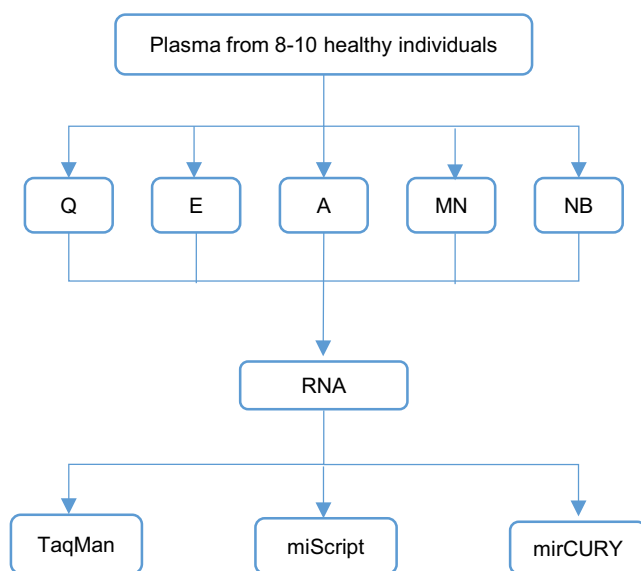 Plasma from 8-10 healthy individuals
Q E A MN NB
RNA
TaqMan miScript mirCURY